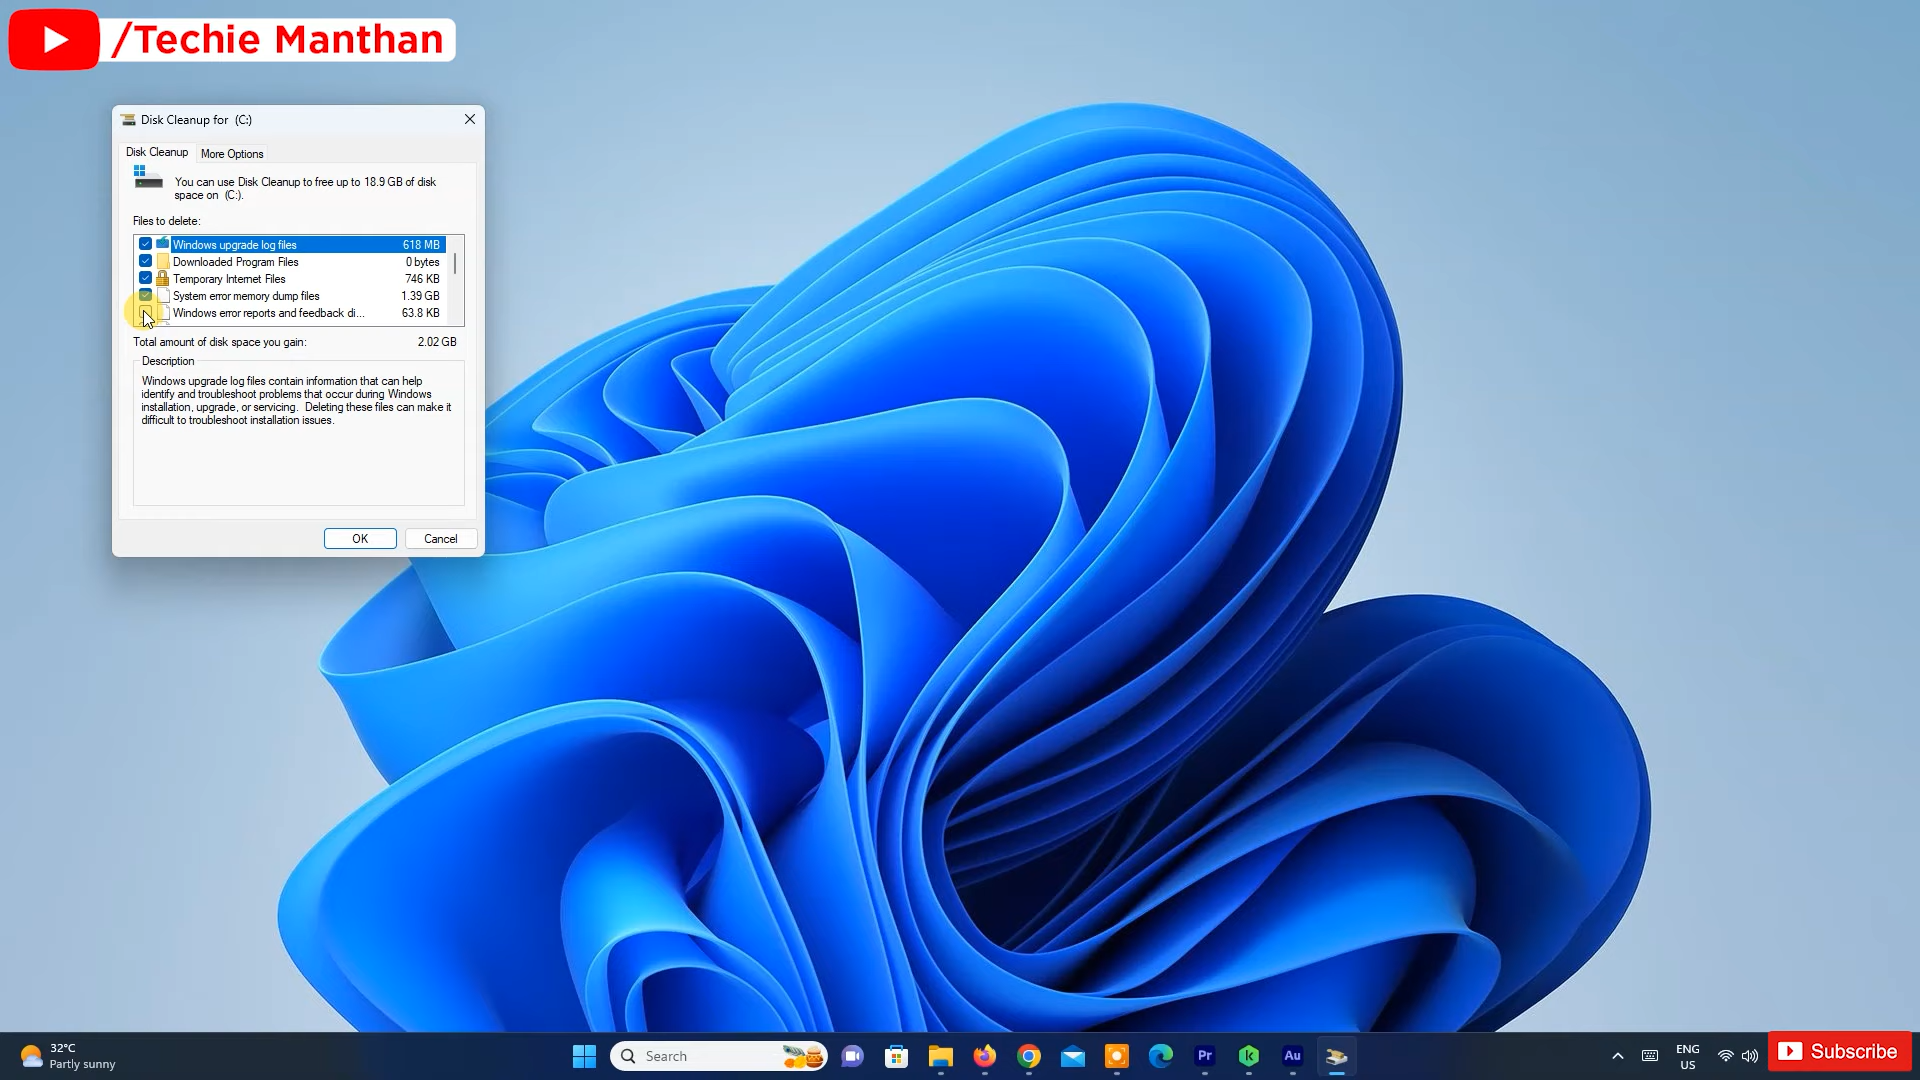 /Techie Manthan
Disk Cleanup for (C:)
Disk Cleanup
More Options
You can use Disk Cleanup to free up to 18.9 GB of disk
space on (C:).
Files to delete:
Windows upgrade log files 618 MB
Downloaded Program Files 0 bytes
Temporary Internet Files 746 KB
System error memory dump files 1.39 GB
Windows error reports and feedback di... 63.8 KB
Total amount of disk space you gain: 2.02 GB
Description
Windows upgrade log files contain information that can help
identify and troubleshoot problems that occur during Windows
installation, upgrade, or servicing. Deleting these files can make it
difficult to troubleshoot installation issues.
OK
Cancel
32°C
Partly sunny
Search
Pr
Au
ENG
US
Subscribe